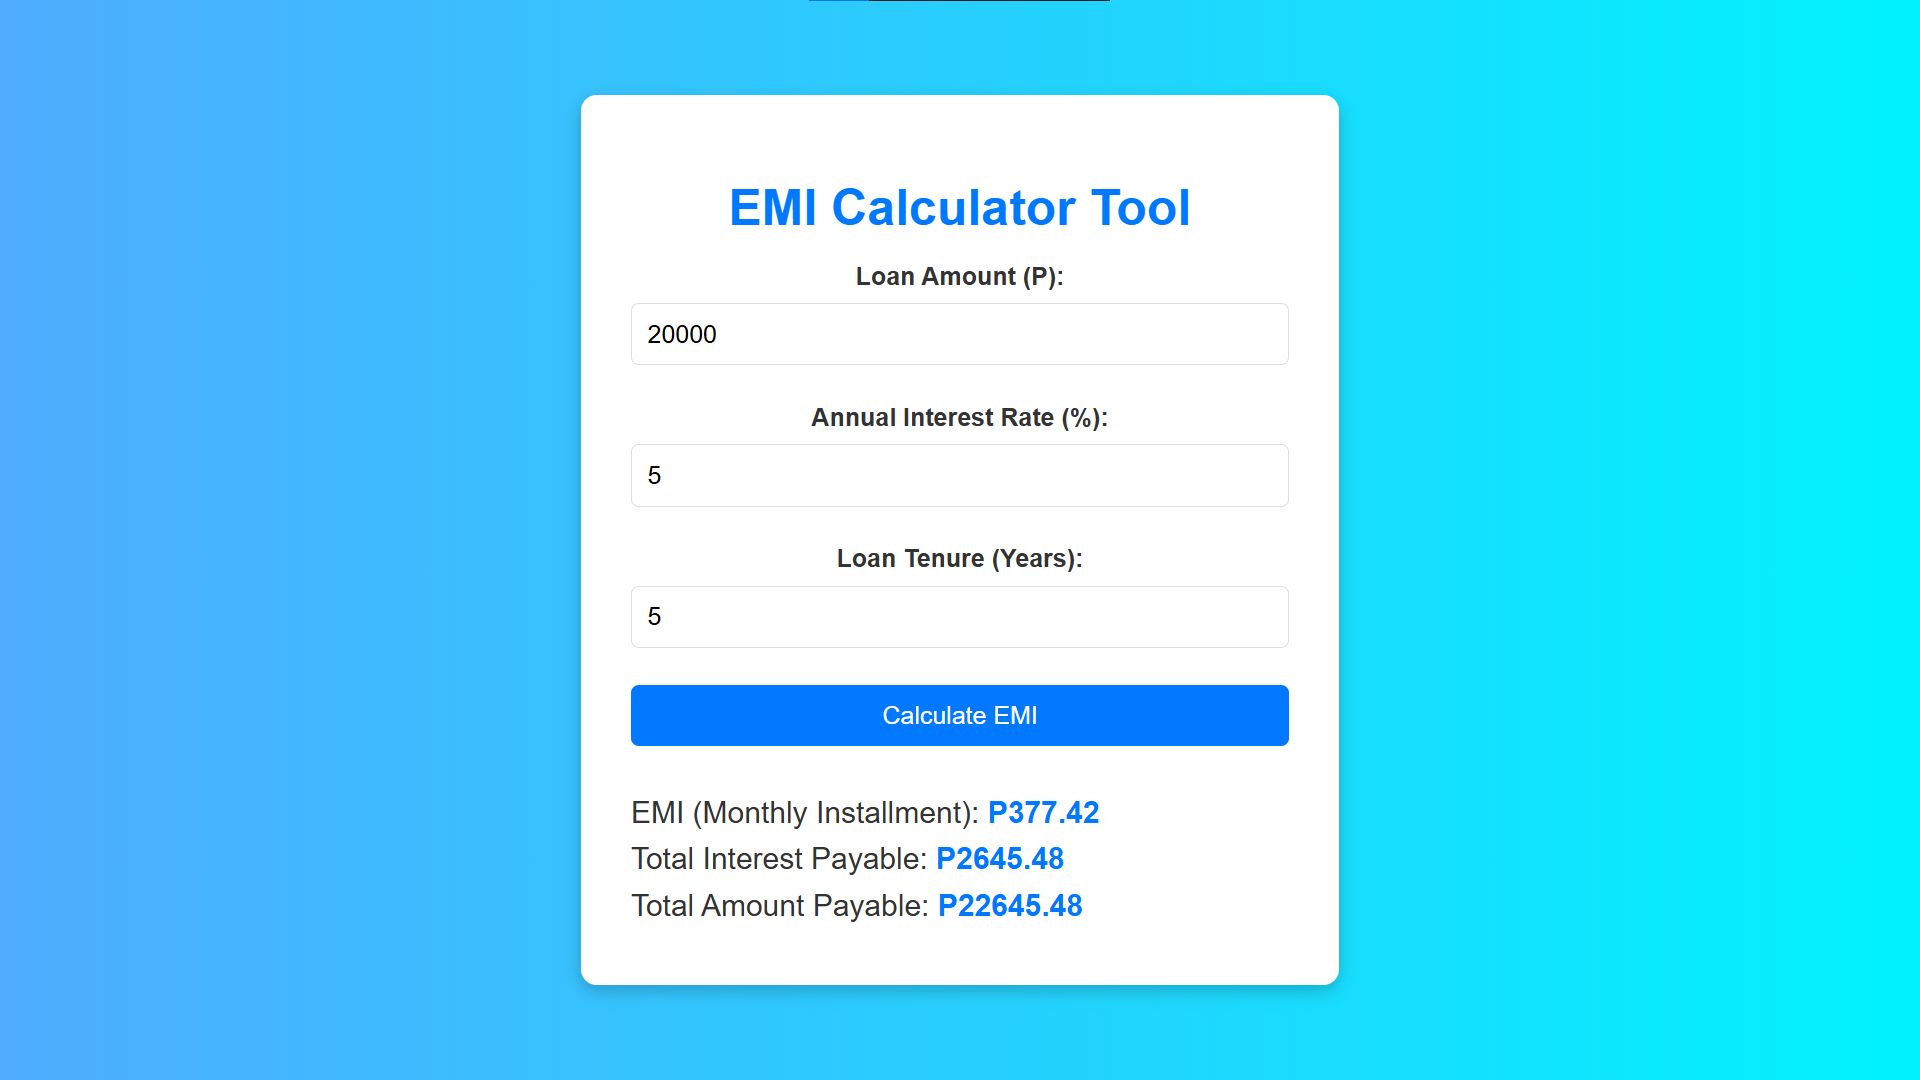 EMI Calculator Tool
Loan Amount (P):
20000
Annual Interest Rate (%):
5
Loan Tenure (Years):
5
Calculate EMI
EMI (Monthly Installment): P377.42
Total Interest Payable: P2645.48
Total Amount Payable: P22645.48